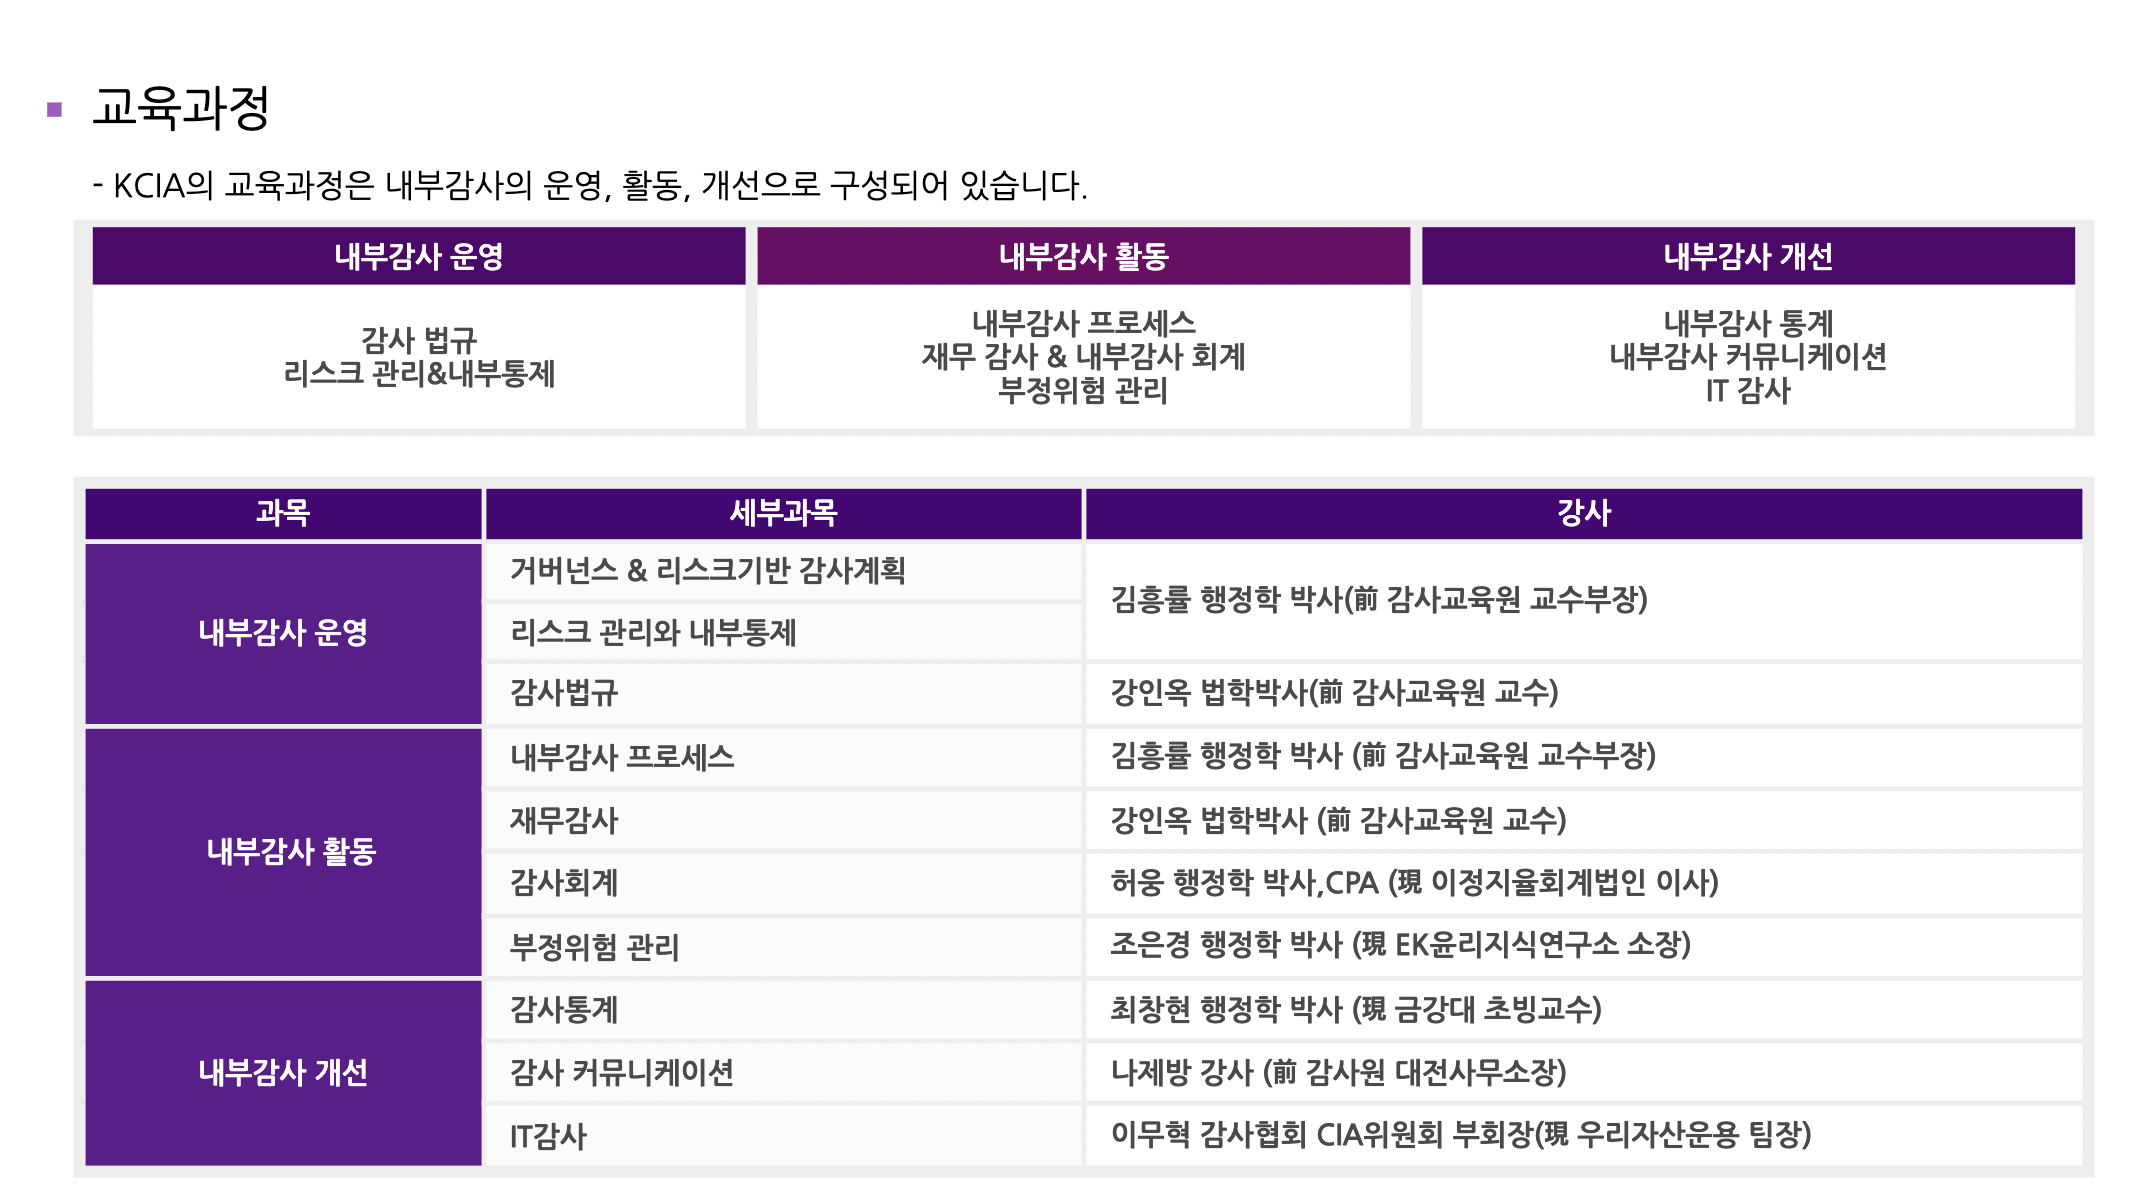 교육과정
- KCIA의 교육과정은 내부감사의 운영, 활동, 개선으로 구성되어 있습니다.
내부감사 운영
감사 법규
리스크 관리&내부통제
내부감사 활동
내부감사 프로세스
재무 감사 & 내부감사 회계
부정위험 관리
내부감사 개선
내부감사 통계
내부감사 커뮤니케이션
IT 감사
과목 세부과목 강사
내부감사 운영
거버넌스 & 리스크기반 감사계획
리스크 관리와 내부통제
김흥률 행정학 박사(前 감사교육원 교수부장)
감사법규
강인옥 법학박사(前 감사교육원 교수)
내부감사 활동
내부감사 프로세스
김흥률 행정학 박사 (前 감사교육원 교수부장)
재무감사
강인옥 법학박사 (前 감사교육원 교수)
감사회계
허웅 행정학 박사,CPA (現 이정지율회계법인 이사)
부정위험 관리
조은경 행정학 박사 (現 EK윤리지식연구소 소장)
내부감사 개선
감사통계
최창현 행정학 박사 (現 금강대 초빙교수)
감사 커뮤니케이션
나제방 강사 (前 감사원 대전사무소장)
IT감사
이무혁 감사협회 CIA위원회 부회장(現 우리자산운용 팀장)